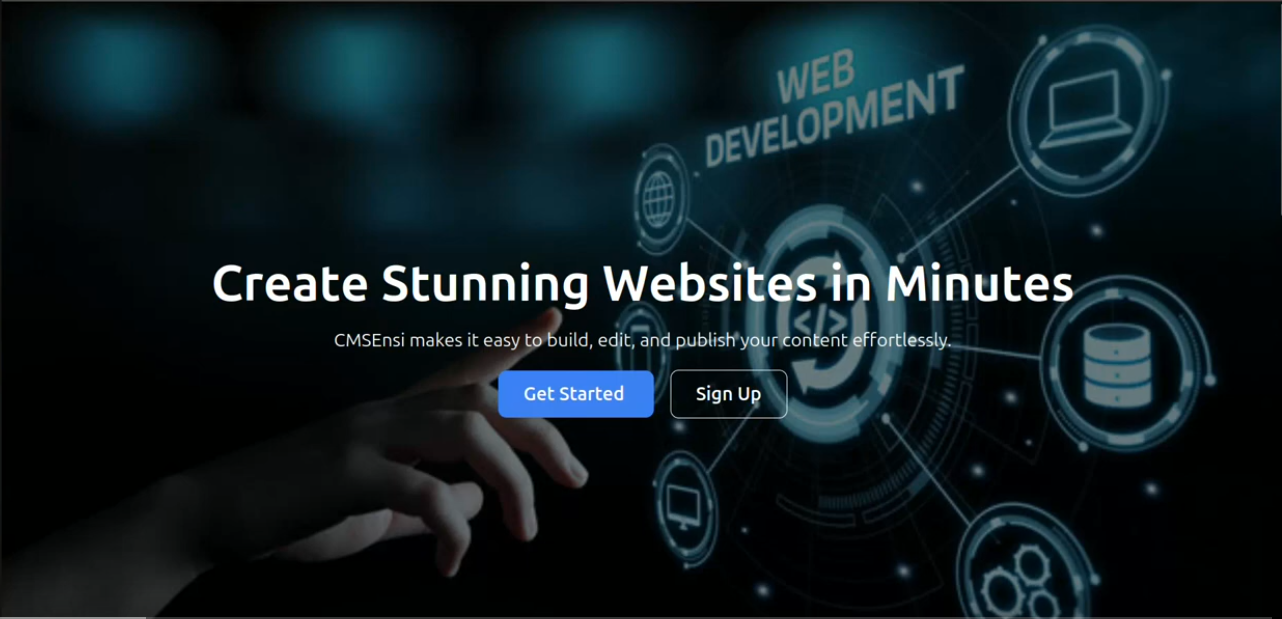 WEB
DEVELOPMENT
Create Stunning Websites in Minutes
CMSEnsi makes it easy to build, edit, and publish your content effortlessly.
Get Started
Sign Up